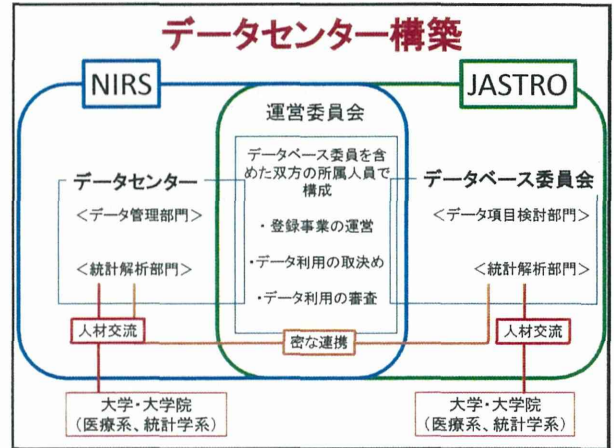 データセンター構築
NIRS
JASTRO
運営委員会
データベース委員を含
めた双方の所属人員で
構成
・登録事業の運営
・データ利用の取決め
・データ利用の審査
データセンター
<データ管理部門>
<統計解析部門>
データベース委員会
<データ項目検討部門>
<統計解析部門>
人材交流
密な連携
人材交流
大学・大学院
(医療系、統計学系)
大学・大学院
(医療系、統計学系)